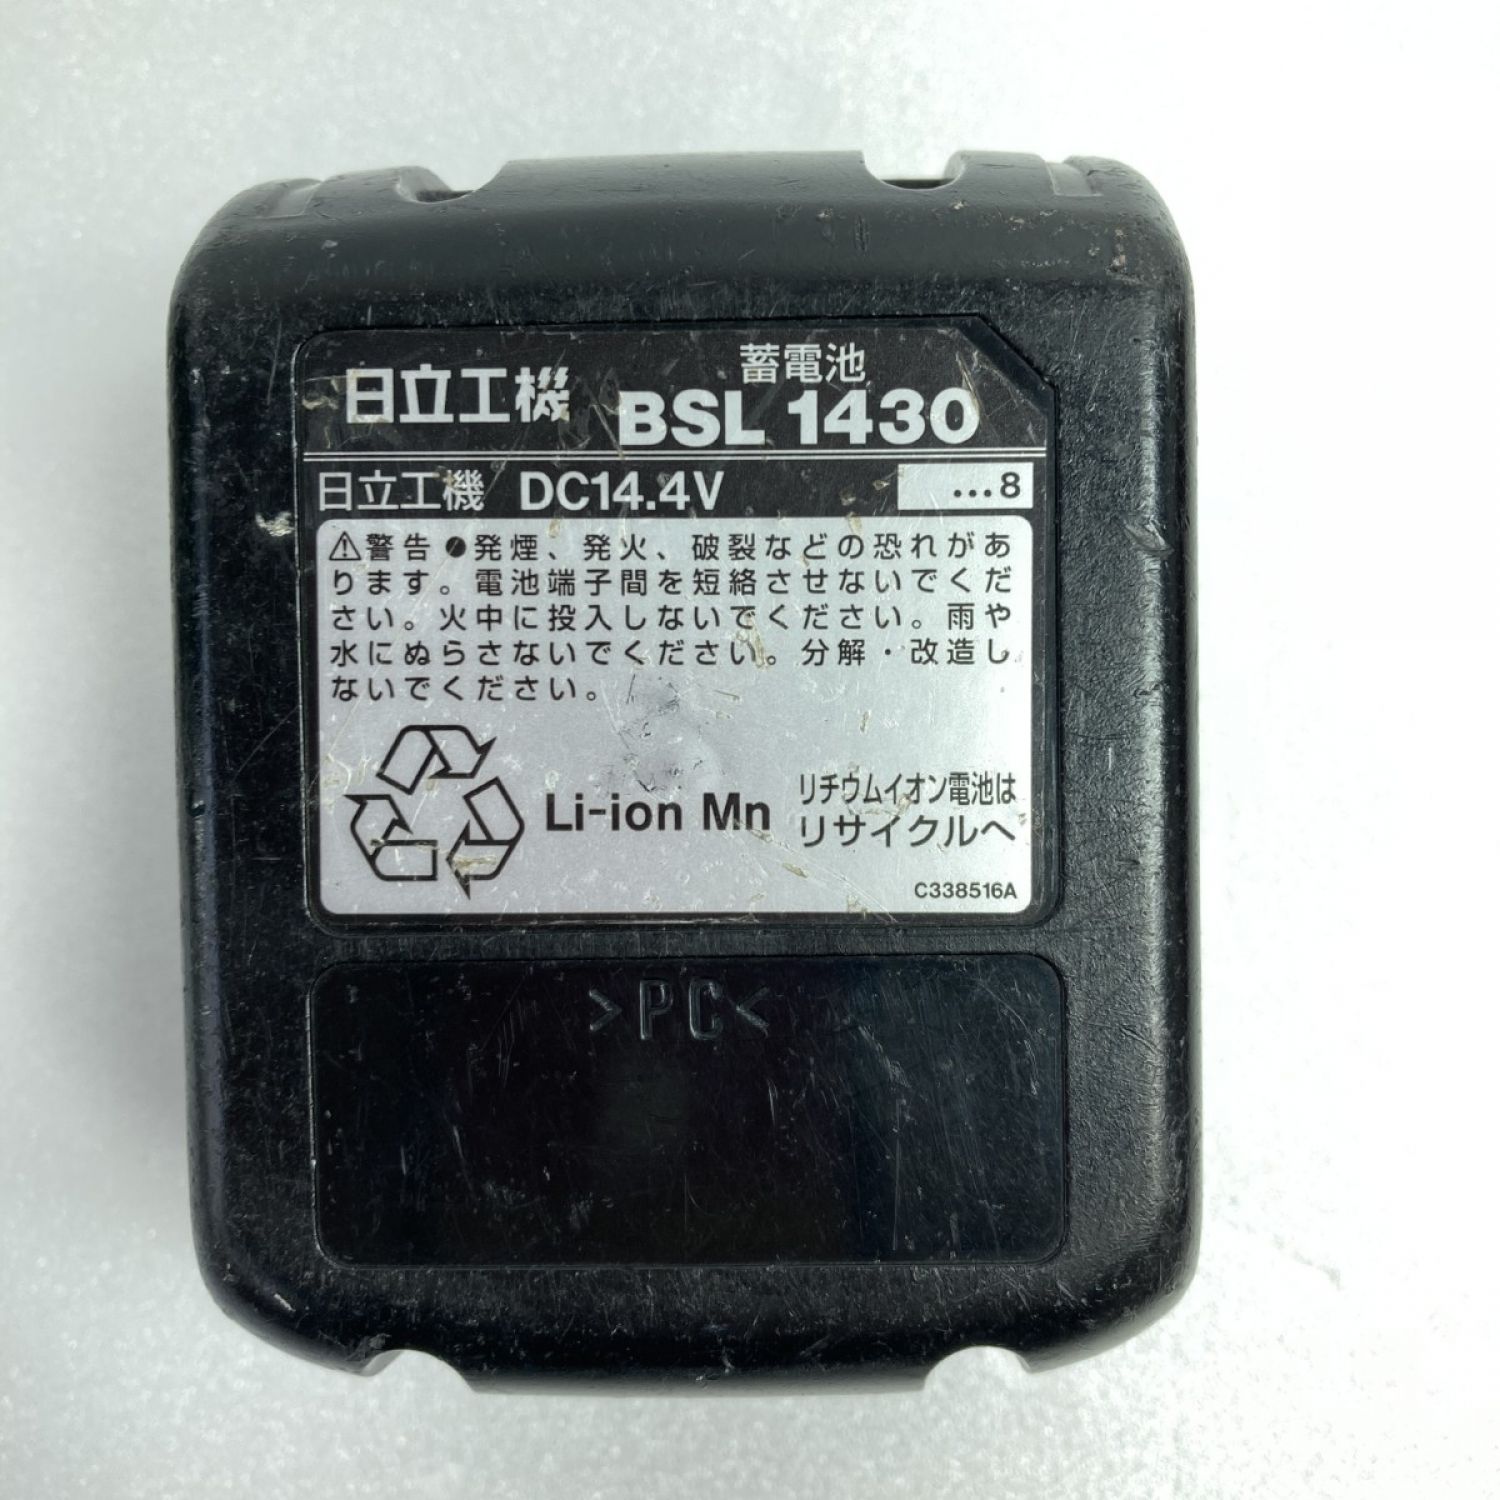 日立工機 蓄電池
BSL 1430
日立工機 DC14.4V ...8
⚠警告●発煙、発火、破裂などの恐れがあ
ります。電池端子間を短絡させないでくだ
さい。火中に投入しないでください。雨や
水にぬらさないでください。分解・改造し
ないでください。
Li-ion Mn
リチウムイオン電池は
リサイクルへ
C338516A
>PC<